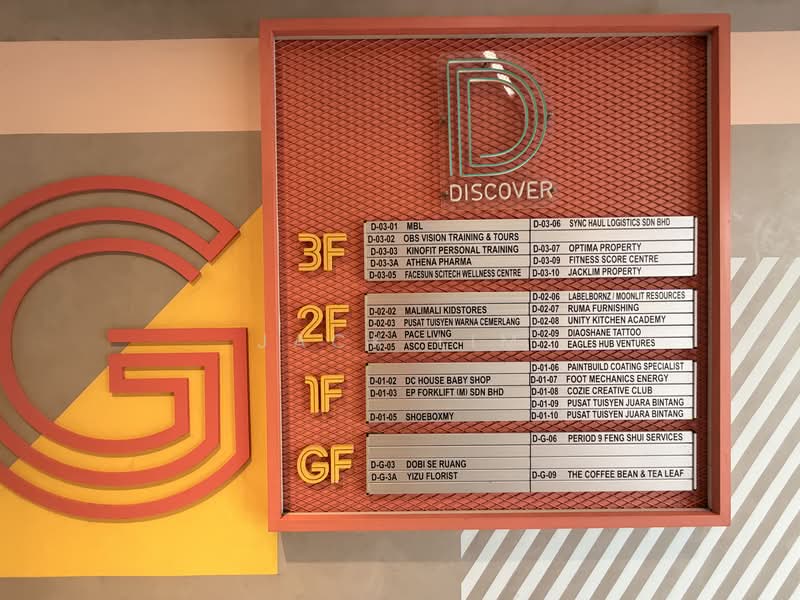 G
D
DISCOVER
3F
D-03-01 MBL
D-03-02 OBS VISION TRAINING & TOURS
D-03-03 KINOFIT PERSONAL TRAINING
D-03-3A ATHENA PHARMA
D-03-05 FACESUN SCITECH WELLNESS CENTRE
D-03-06 SYNC HAUL LOGISTICS SDN BHD
D-03-07 OPTIMA PROPERTY
D-03-09 FITNESS SCORE CENTRE
D-03-10 JACKLIM PROPERTY
2F
D-02-02 MALIMALI KIDSTORES
D-02-03 PUSAT TUISYEN WARNA CEMERLANG
D-02-3A PACE LIVING
D-02-05 ASCO EDUTECH
D-02-06 LABELBORNZ / MOONLIT RESOURCES
D-02-07 RUMA FURNISHING
D-02-08 UNITY KITCHEN ACADEMY
D-02-09 DIAOSHANE TATTOO
D-02-10 EAGLES HUB VENTURES
1F
D-01-02 DC HOUSE BABY SHOP
D-01-03 EP FORKLIFT (M) SDN BHD
D-01-05 SHOEBOXMY
D-01-06 PAINTBUILD COATING SPECIALIST
D-01-07 FOOT MECHANICS ENERGY
D-01-08 COZIE CREATIVE CLUB
D-01-09 PUSAT TUISYEN JUARA BINTANG
D-01-10 PUSAT TUISYEN JUARA BINTANG
GF
D-G-03 DOBI SE RUANG
D-G-3A YIZU FLORIST
D-G-06 PERIOD 9 FENG SHUI SERVICES
D-G-09 THE COFFEE BEAN & TEA LEAF